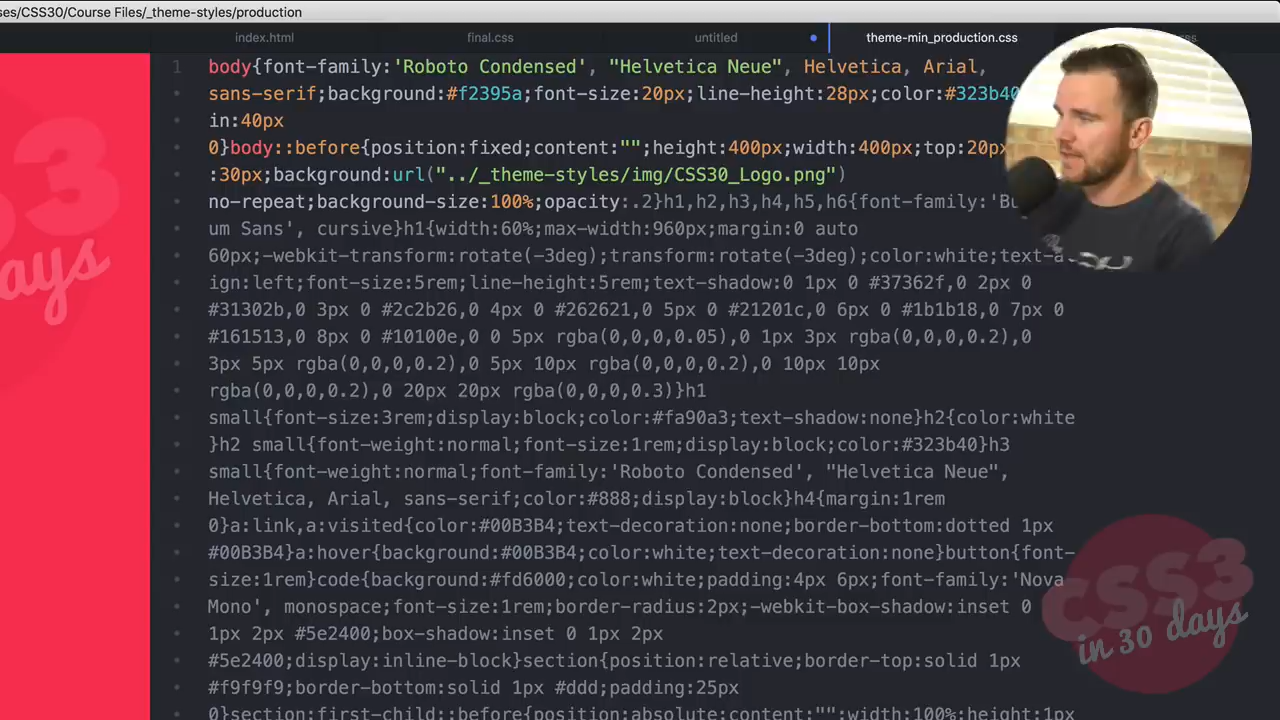 ses/CSS30/Course Files/_theme-styles/production
index.html final.css untitled theme-min_production.css
1 body{font-family:'Roboto Condensed', "Helvetica Neue", Helvetica, Arial,
sans-serif;background:#f2395a;font-size:20px;line-height:28px;color:#323b40
in:40px
0}body::before{position:fixed;content:"";height:400px;width:400px;top:20px
:30px;background:url("../_theme-styles/img/CSS30_Logo.png")
no-repeat;background-size:100%;opacity:.2}h1,h2,h3,h4,h5,h6{font-family:'Bu
um Sans', cursive}h1{width:60%;max-width:960px;margin:0 auto
60px;-webkit-transform:rotate(-3deg);transform:rotate(-3deg);color:white;text-a
ign:left;font-size:5rem;line-height:5rem;text-shadow:0 1px 0 #37362f,0 2px 0
#31302b,0 3px 0 #2c2b26,0 4px 0 #262621,0 5px 0 #21201c,0 6px 0 #1b1b18,0 7px 0
#161513,0 8px 0 #10100e,0 0 5px rgba(0,0,0,0.05),0 1px 3px rgba(0,0,0,0.2),0
3px 5px rgba(0,0,0,0.2),0 5px 10px rgba(0,0,0,0.2),0 10px 10px
rgba(0,0,0,0.2),0 20px 20px rgba(0,0,0,0.3)}h1
small{font-size:3rem;display:block;color:#fa90a3;text-shadow:none}h2{color:white
}h2 small{font-weight:normal;font-size:1rem;display:block;color:#323b40}h3
small{font-weight:normal;font-family:'Roboto Condensed', "Helvetica Neue",
Helvetica, Arial, sans-serif;color:#888;display:block}h4{margin:1rem
0}a:link,a:visited{color:#00B3B4;text-decoration:none;border-bottom:dotted 1px
#00B3B4}a:hover{background:#00B3B4;color:white;text-decoration:none}button{font-
size:1rem}code{background:#fd6000;color:white;padding:4px 6px;font-family:'Nova
Mono', monospace;font-size:1rem;border-radius:2px;-webkit-box-shadow:inset 0
1px 2px #5e2400;box-shadow:inset 0 1px 2px
#5e2400;display:inline-block}section{position:relative;border-top:solid 1px
#f9f9f9;border-bottom:solid 1px #ddd;padding:25px
0}section:first-child::before{position:absolute;content:"";width:100%;height:1px
S3
days
CSS3
in 30 days